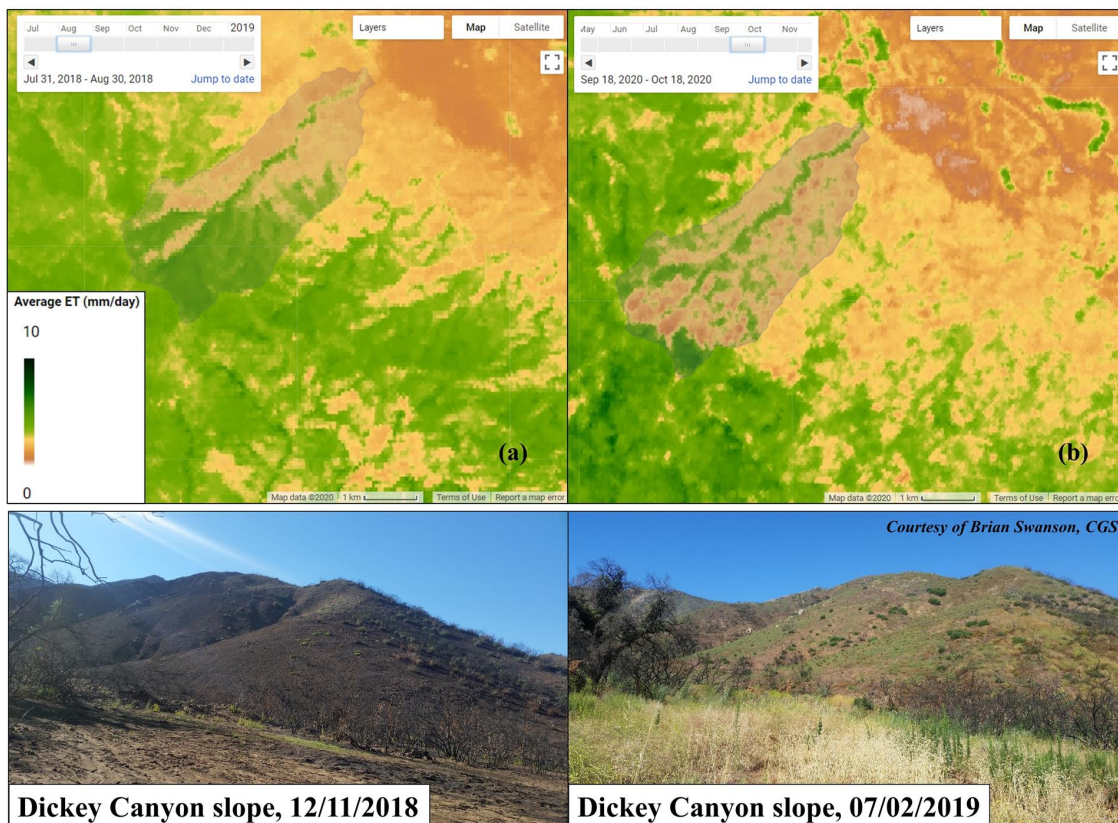 Jul Aug Sep Oct Nov Dec 2019
Jul 31, 2018 - Aug 30, 2018 Jump to date
Layers
Map Satellite
Average ET (mm/day)
10
0
(a)
Map data ©2020 1 km Terms of Use Report a map error
May Jun Jul Aug Sep Oct Nov
Sep 18, 2020 - Oct 18, 2020 Jump to date
Layers
Map Satellite
(b)
Map data ©2020 1 km Terms of Use Report a map error
Dickey Canyon slope, 12/11/2018
Courtesy of Brian Swanson, CGS
Dickey Canyon slope, 07/02/2019